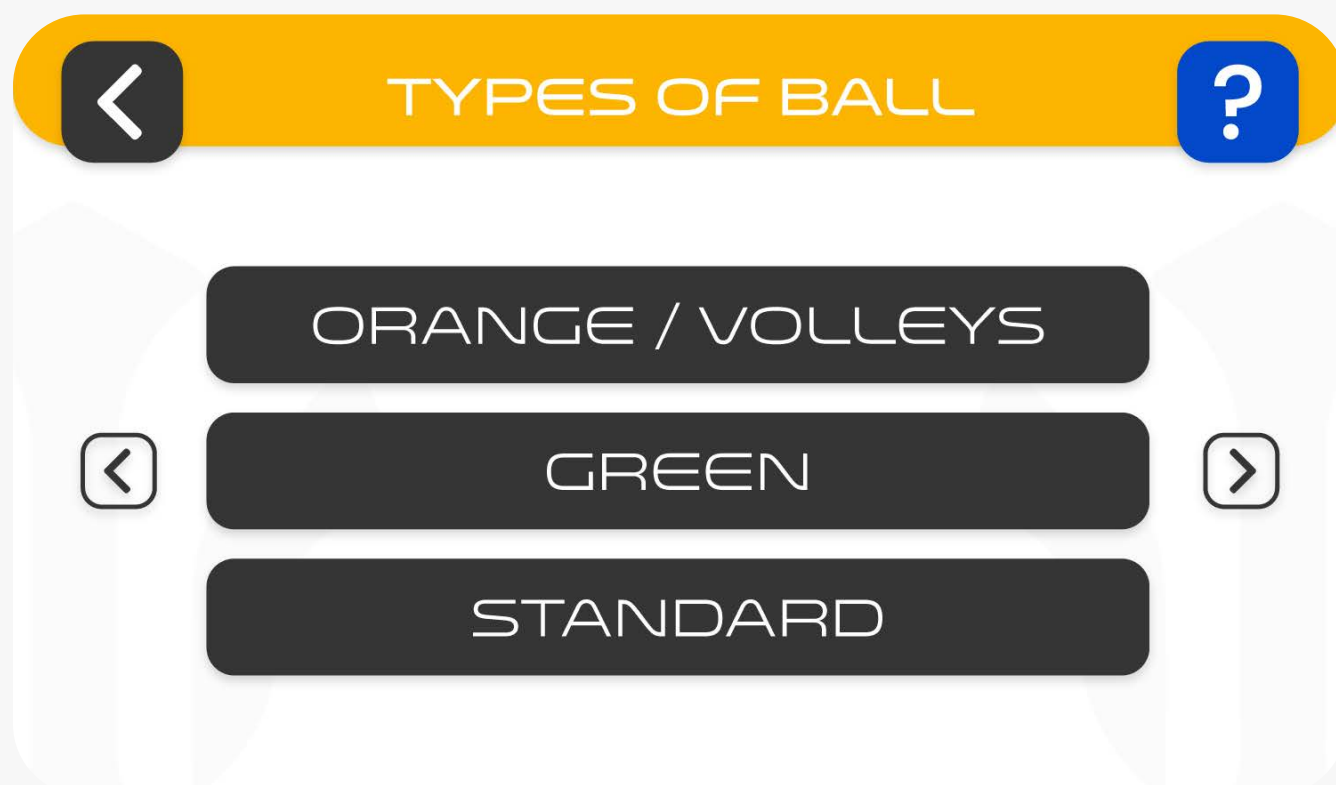 TYPES OF BALL
?
ORANGE / VOLLEYS
GREEN
STANDARD